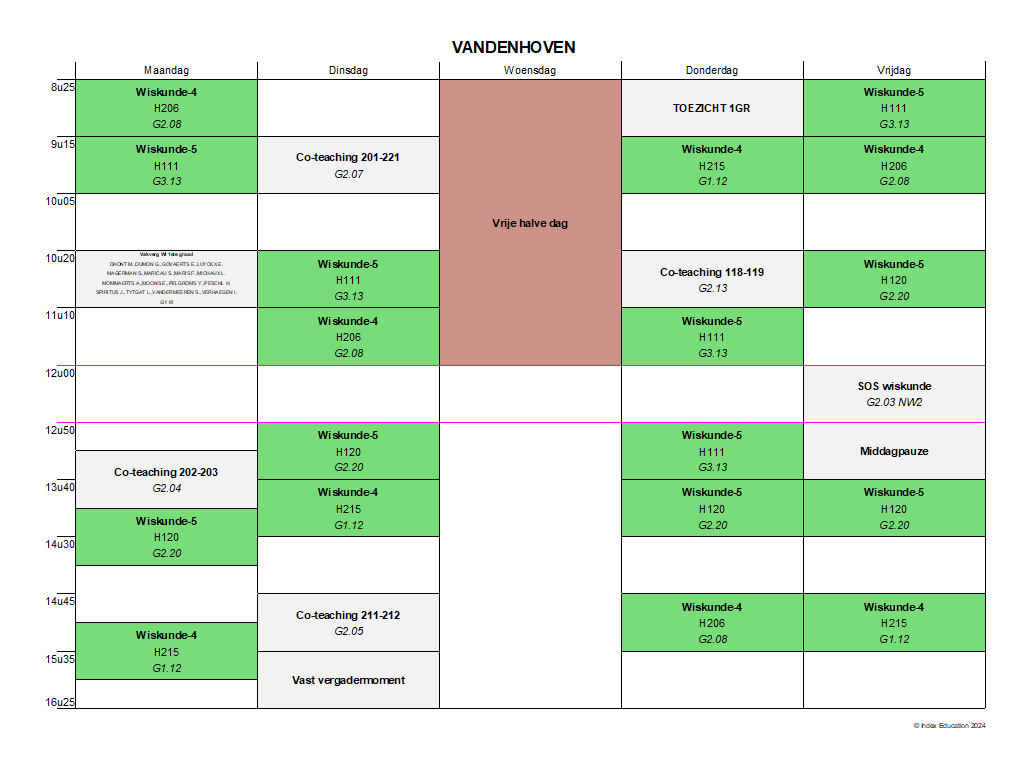 VANDENHOVEN
Maandag Dinsdag Woensdag Donderdag Vrijdag
8u25
9u15
10u05
10u20
11u10
12u00
12u50
13u40
14u30
14u45
15u35
16u25
Wiskunde-4
H206
G2.08
Wiskunde-5
H111
G3.13
Vakverg WI 1ste graad
DHONT M., DUMON G., GOVAERTS E., LUYCKX E.,
MAGERMAN S., MARICAU S., MARIS F., MICHAUX L.,
MOMMAERTS A., MOONS E., PELGROMS Y., PESCHL H.,
SPIRITUS J., TYTGAT L., VANDERMEEREN S., VERHAEGEN I.
Co-teaching 202-203
G2.04
Wiskunde-5
H120
G2.20
Wiskunde-4
H215
G1.12
Co-teaching 201-221
G2.07
Wiskunde-5
H111
G3.13
Wiskunde-4
H206
G2.08
Wiskunde-5
H120
G2.20
Wiskunde-4
H215
G1.12
Co-teaching 211-212
G2.05
Vast vergadermoment
Vrije halve dag
TOEZICHT 1GR
Wiskunde-4
H215
G1.12
Co-teaching 118-119
G2.13
Wiskunde-5
H111
G3.13
Wiskunde-5
H111
G3.13
Wiskunde-5
H120
G2.20
Wiskunde-4
H206
G2.08
Wiskunde-5
H111
G3.13
Wiskunde-4
H206
G2.08
Wiskunde-5
H120
G2.20
SOS wiskunde
G2.03 NW2
Middagpauze
Wiskunde-5
H120
G2.20
Wiskunde-4
H215
G1.12
© Index Education 2024